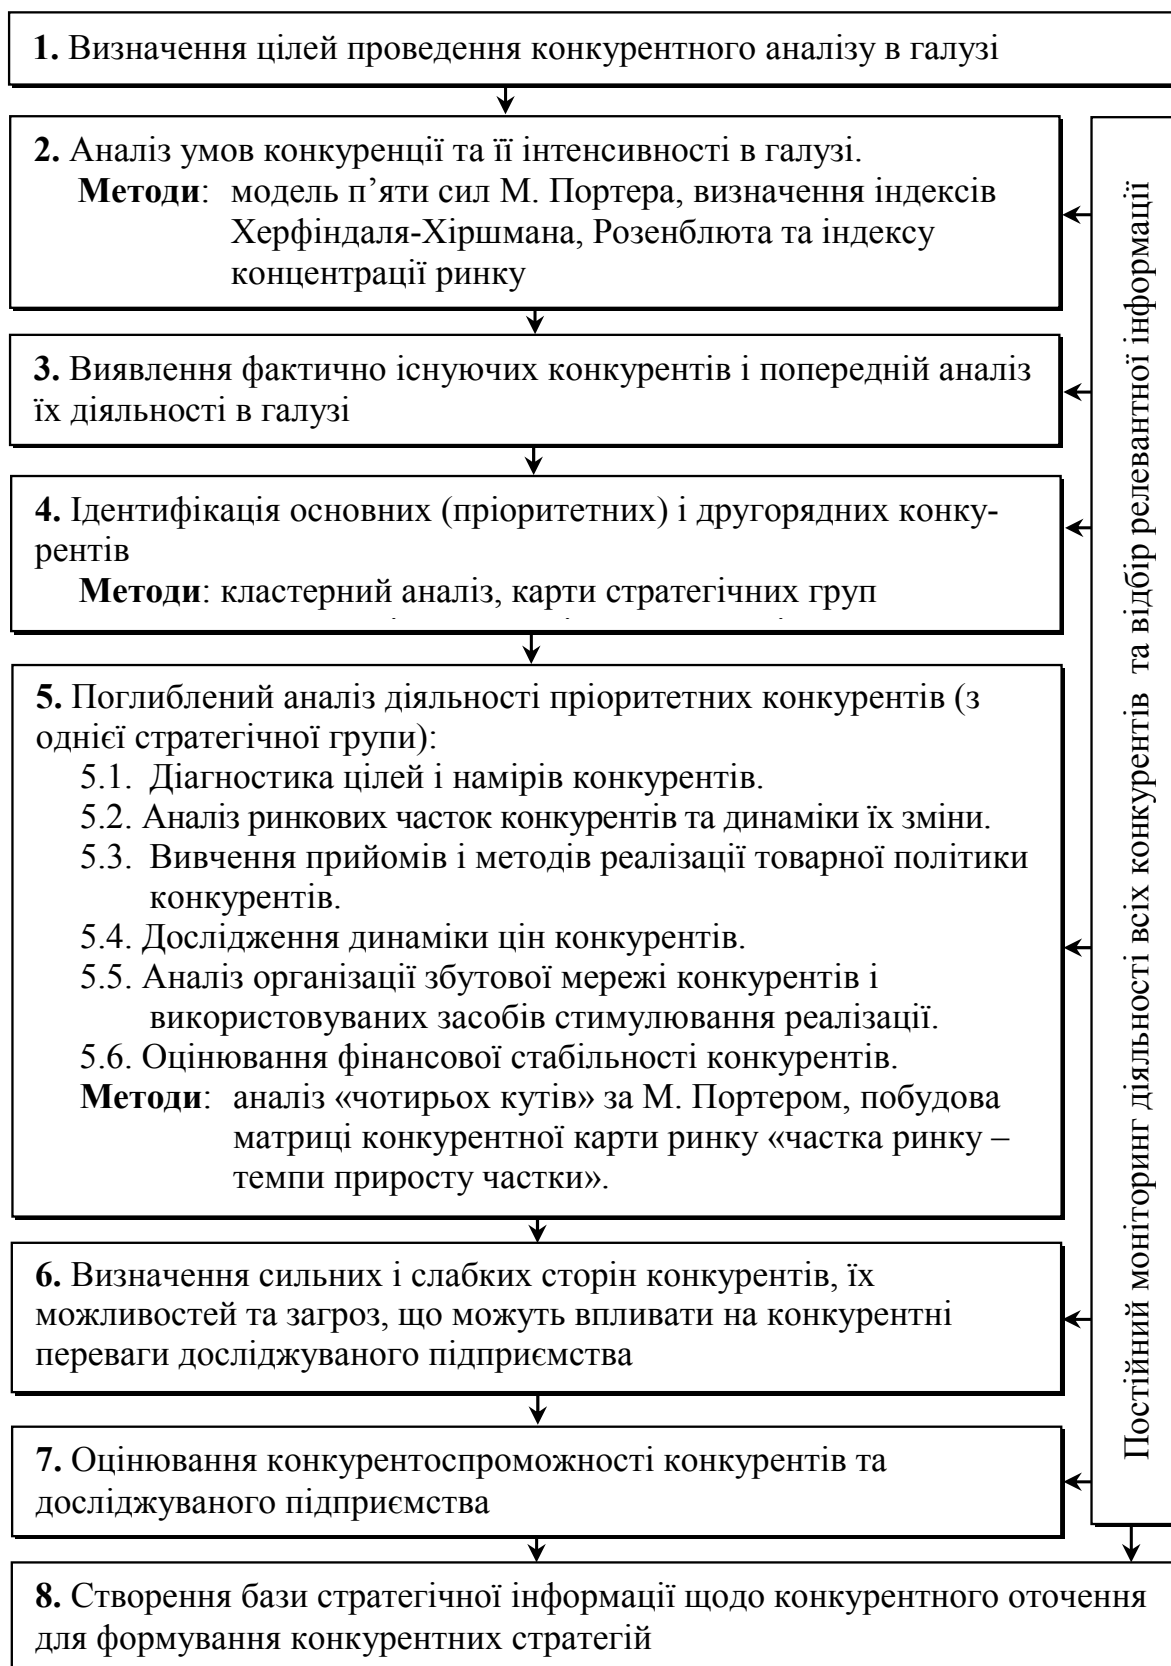 1. Визначення цілей проведення конкурентного аналізу в галузі
2. Аналіз умов конкуренції та її інтенсивності в галузі.
Методи: модель п’яти сил М. Портера, визначення індексів
Херфіндаля-Хіршмана, Розенблюта та індексу
концентрації ринку
3. Виявлення фактично існуючих конкурентів і попередній аналіз
їх діяльності в галузі
4. Ідентифікація основних (пріоритетних) і другорядних конку-
рентів
Методи: кластерний аналіз, карти стратегічних груп
5. Поглиблений аналіз діяльності пріоритетних конкурентів (з
однієї стратегічної групи):
5.1. Діагностика цілей і намірів конкурентів.
5.2. Аналіз ринкових часток конкурентів та динаміки їх зміни.
5.3. Вивчення прийомів і методів реалізації товарної політики
конкурентів.
5.4. Дослідження динаміки цін конкурентів.
5.5. Аналіз організації збутової мережі конкурентів і
використовуваних засобів стимулювання реалізації.
5.6. Оцінювання фінансової стабільності конкурентів.
Методи: аналіз «чотирьох кутів» за М. Портером, побудова
матриці конкурентної карти ринку «частка ринку –
темпи приросту частки».
6. Визначення сильних і слабких сторін конкурентів, їх
можливостей та загроз, що можуть впливати на конкурентні
переваги досліджуваного підприємства
7. Оцінювання конкурентоспроможності конкурентів та
досліджуваного підприємства
8. Створення бази стратегічної інформації щодо конкурентного оточення
для формування конкурентних стратегій
Постійний моніторинг діяльності всіх конкурентів та відбір релевантної інформації